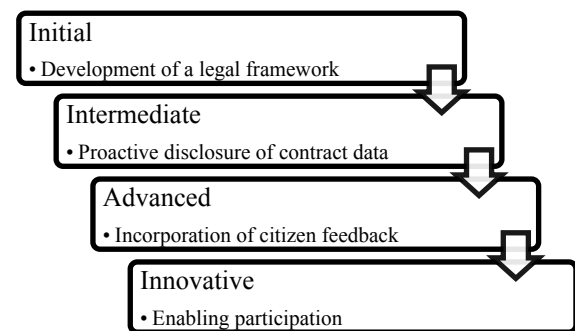 Initial
• Development of a legal framework
Intermediate
• Proactive disclosure of contract data
Advanced
• Incorporation of citizen feedback
Innovative
• Enabling participation